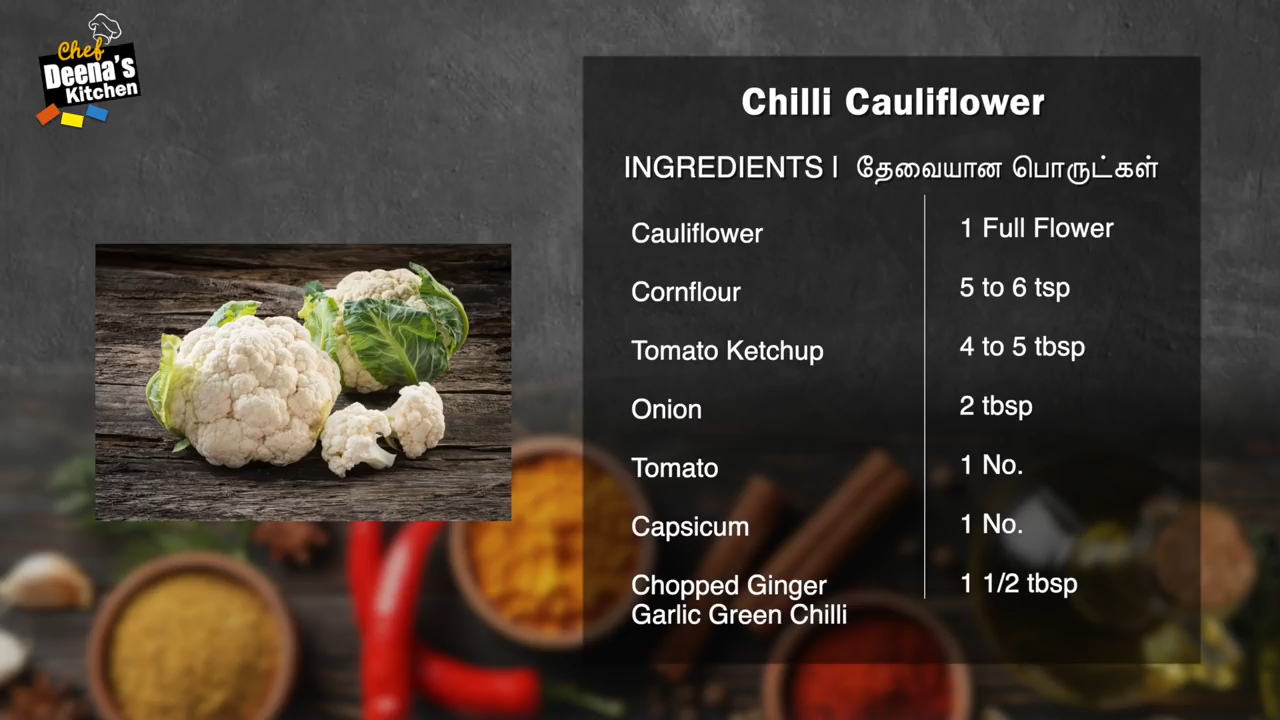 Chef
Deena's
Kitchen
Chilli Cauliflower
INGREDIENTS | தேவையான பொருட்கள்
Cauliflower 1 Full Flower
Cornflour 5 to 6 tsp
Tomato Ketchup 4 to 5 tbsp
Onion 2 tbsp
Tomato 1 No.
Capsicum 1 No.
Chopped Ginger 1 1/2 tbsp
Garlic Green Chilli